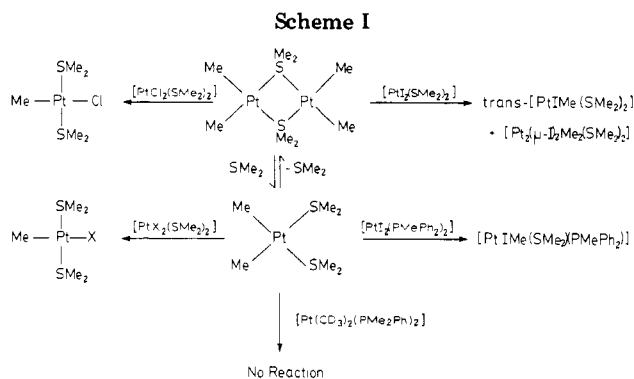 Scheme I
SMe2
Me — Pt — Cl
SMe2
[PtCl2(SMe2)2]
Me2
S
Me Me
Pt Pt
Me Me
S
Me2
[PtI2(SMe2)2]
trans-[PtIMe(SMe2)2]
+ [Pt2(μ-I)2Me2(SMe2)2]
SMe2 -SMe2
SMe2
Me — Pt — X
SMe2
[PtX2(SMe2)2]
Me SMe2
Pt
Me SMe2
[PtI2(PMePh2)2]
[PtIMe(SMe2)(PMePh2)]
[Pt(CD3)2(PMe2Ph)2]
No Reaction